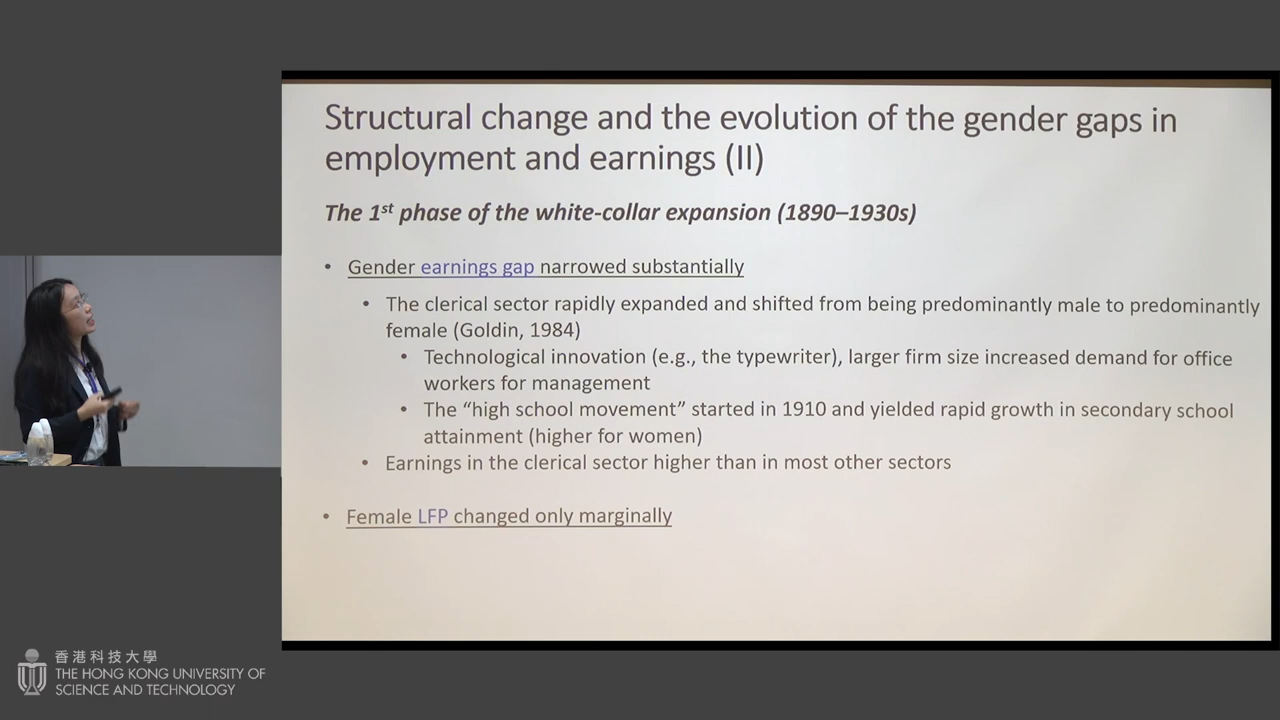 Structural change and the evolution of the gender gaps in
employment and earnings (II)
The 1st phase of the white-collar expansion (1890–1930s)
• Gender earnings gap narrowed substantially
• The clerical sector rapidly expanded and shifted from being predominantly male to predominantly
female (Goldin, 1984)
• Technological innovation (e.g., the typewriter), larger firm size increased demand for office
workers for management
• The “high school movement” started in 1910 and yielded rapid growth in secondary school
attainment (higher for women)
• Earnings in the clerical sector higher than in most other sectors
• Female LFP changed only marginally
香港科技大學
THE HONG KONG UNIVERSITY OF
SCIENCE AND TECHNOLOGY